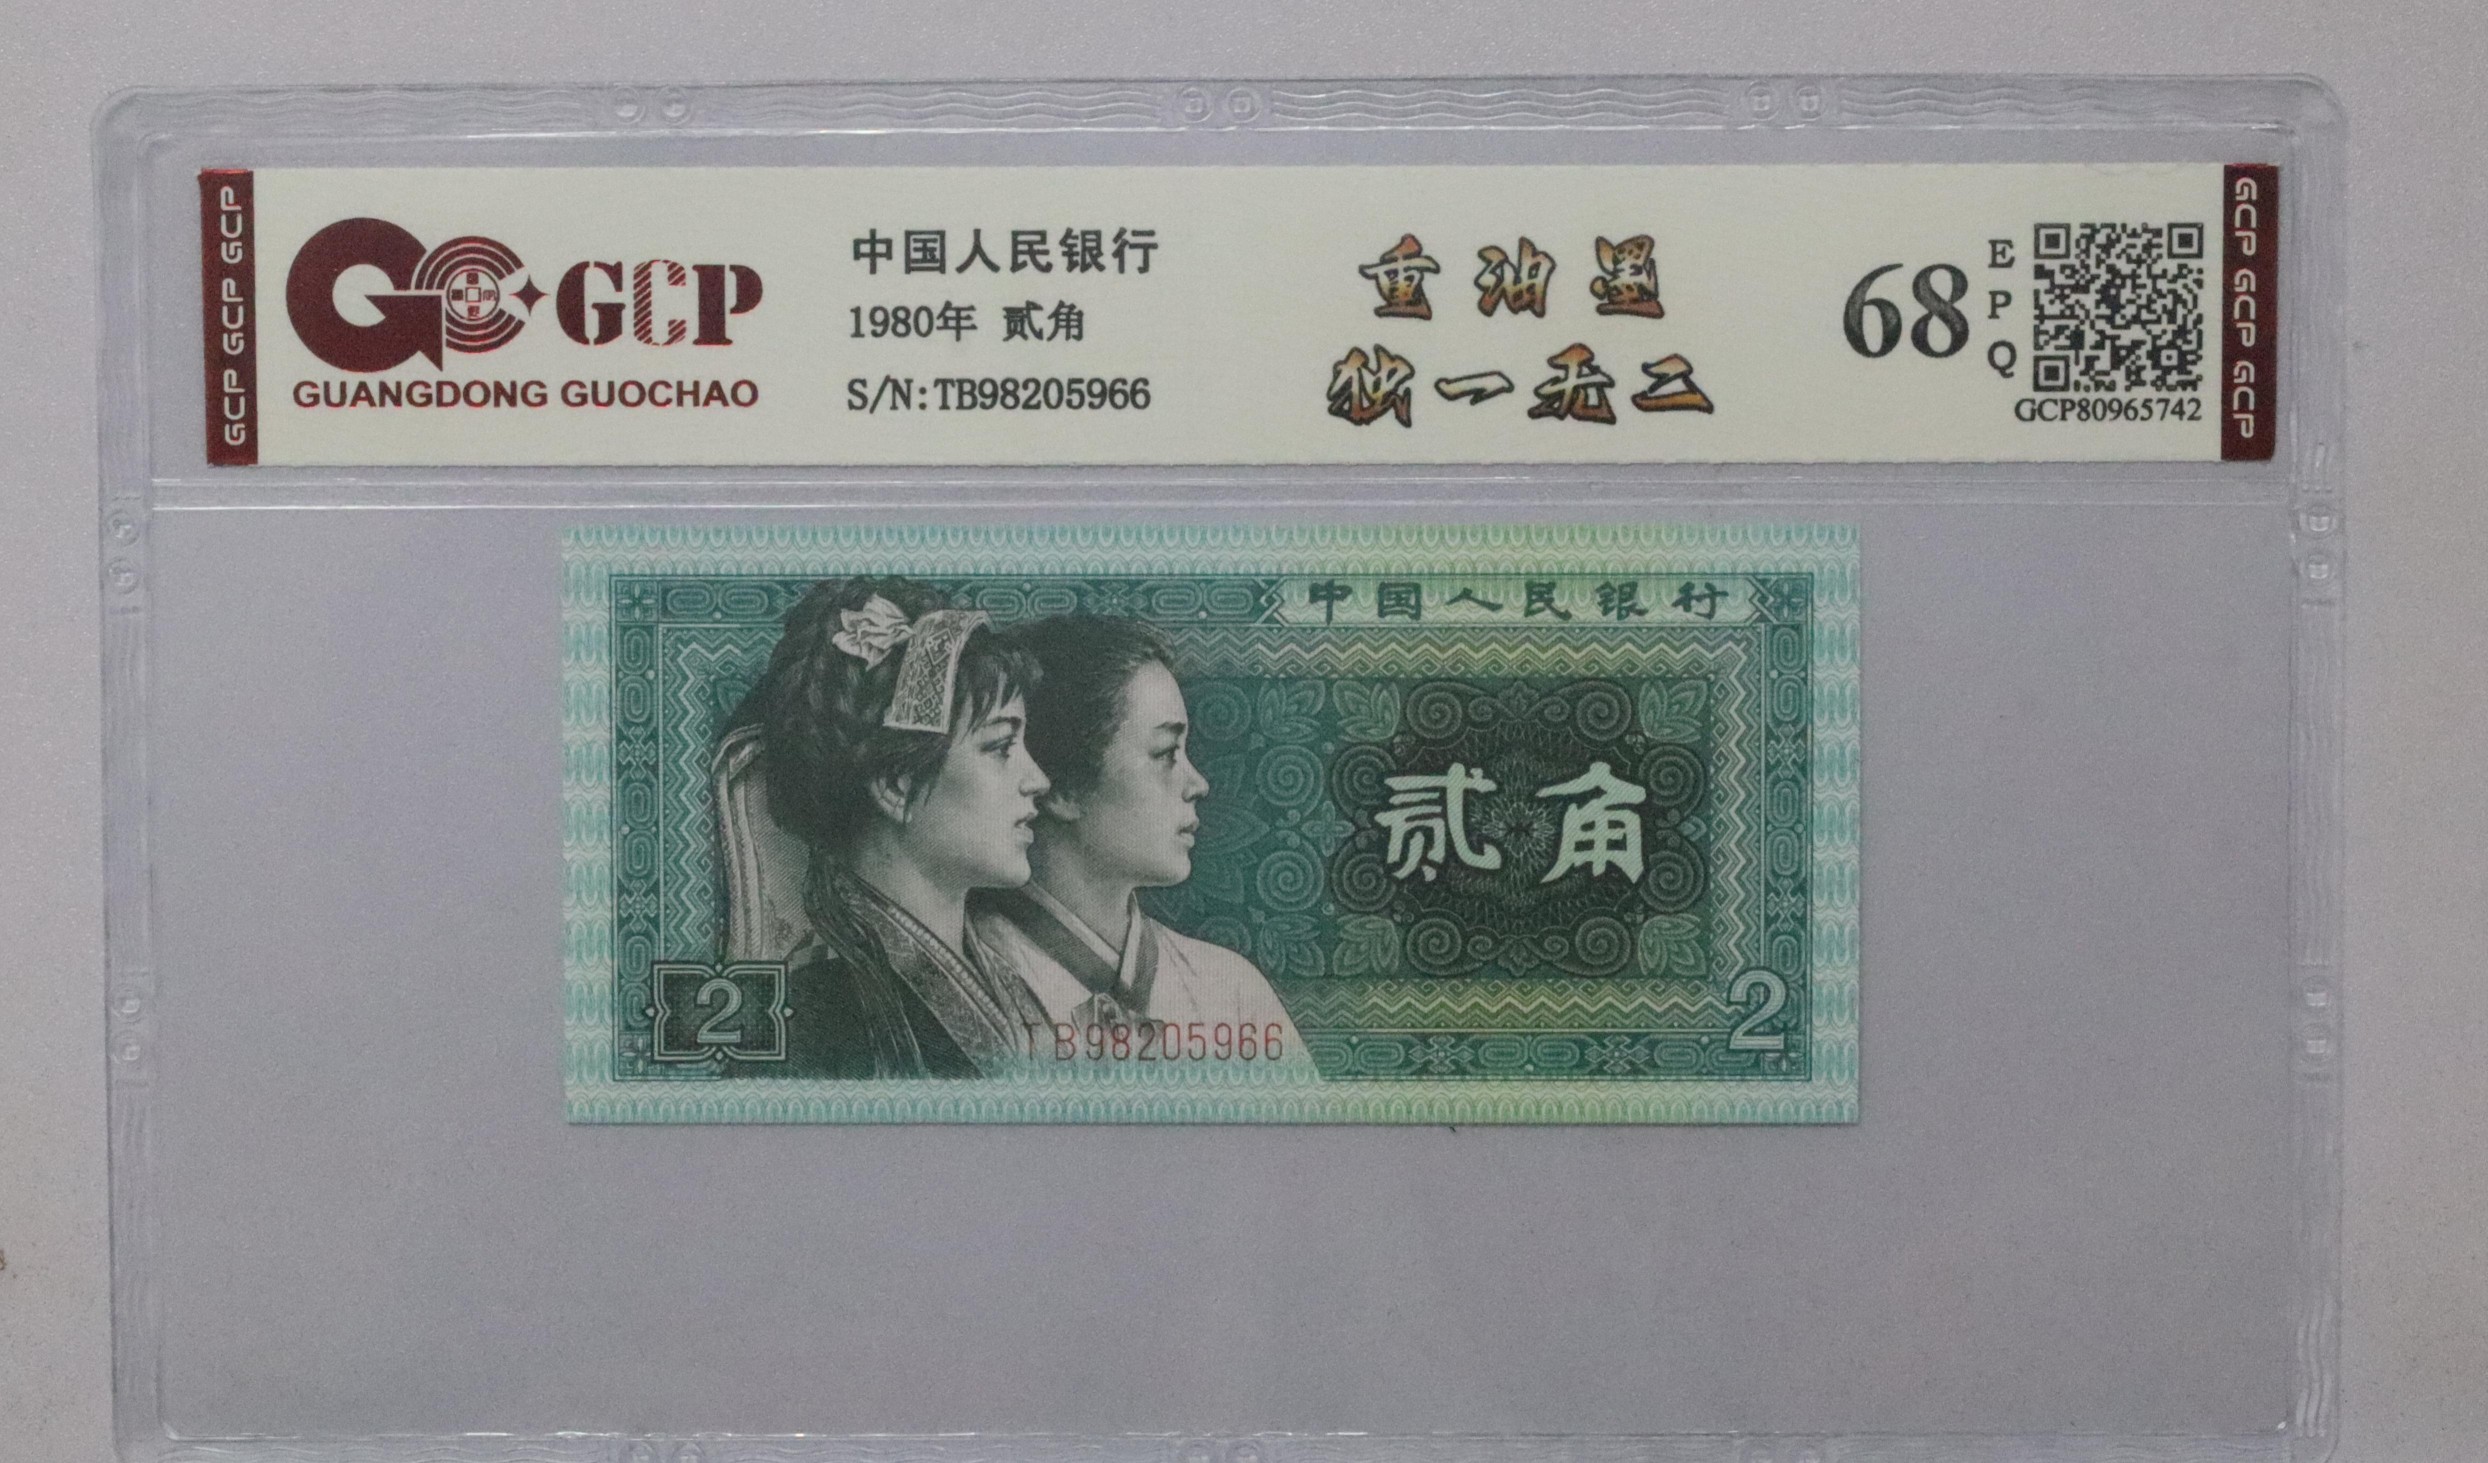 GCP GCP GCP
GCP
GUANGDONG GUOCHAO
中国人民银行
1980年 贰角
S/N:TB98205966
重油墨
独一无二
68
EPQ
GCP80965742
GCP GCP GCP
中国人民银行
贰角
2
TB98205966
2